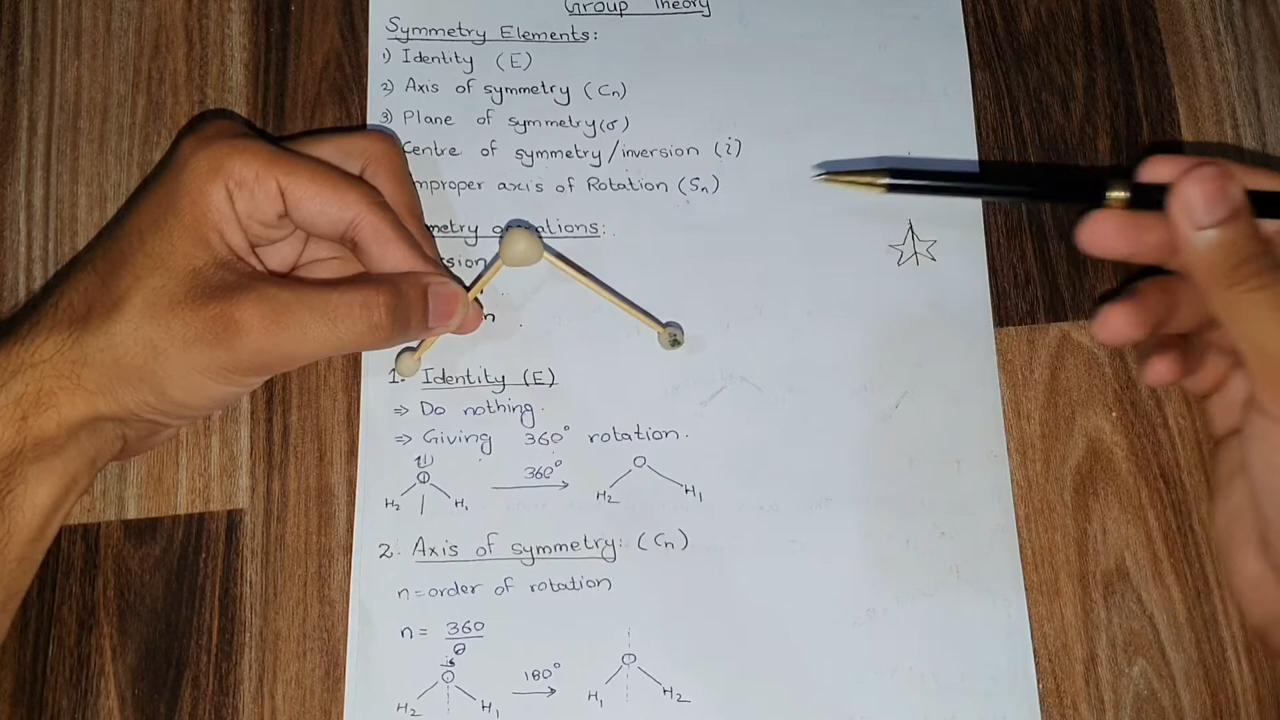 Group Theory
Symmetry Elements:
1) Identity (E)
2) Axis of symmetry (Cn)
3) Plane of symmetry (σ)
Centre of symmetry/inversion (i)
mproper axis of Rotation (Sn)
1. Identity (E)
⇒ Do nothing.
⇒ Giving 360° rotation.
O 360° O
H2 H1 H2 H1
2. Axis of symmetry: (Cn)
n=order of rotation
n= 360
θ
O 180° O
H2 H1 H1 H2